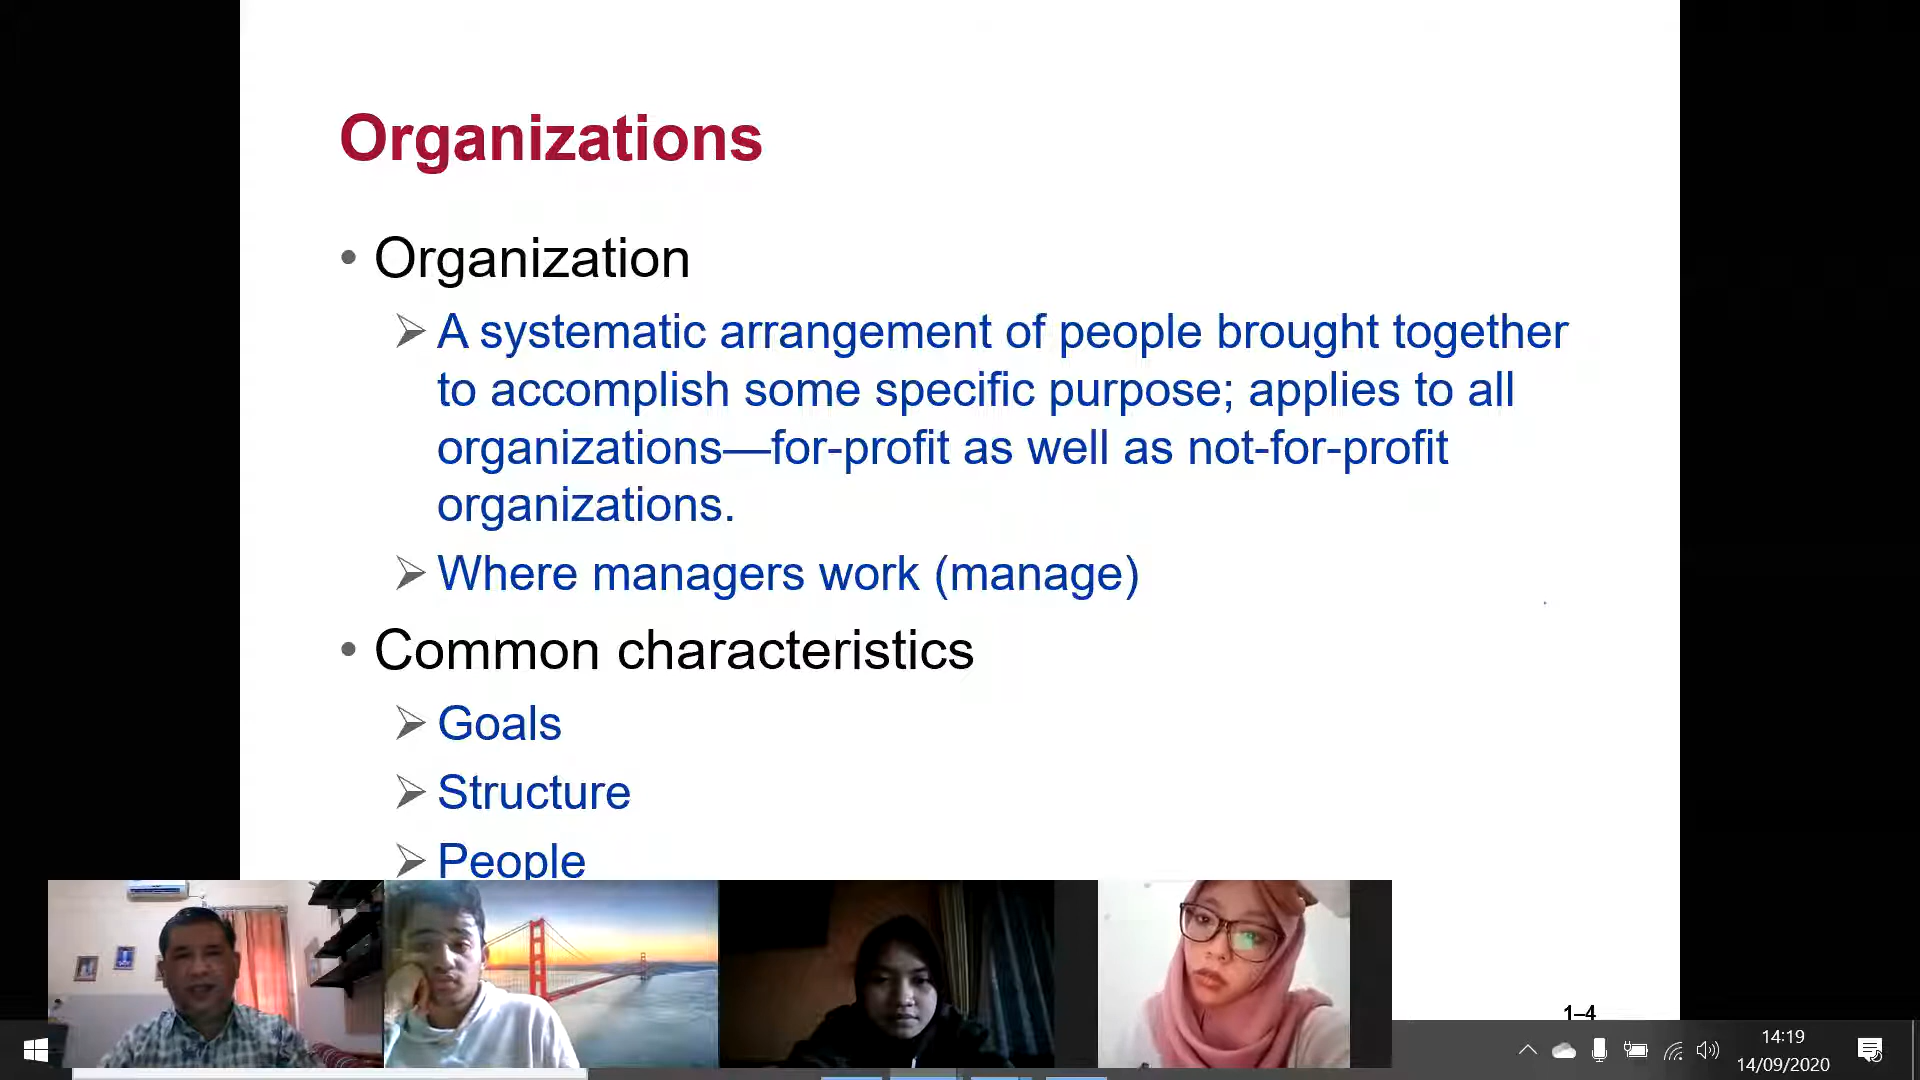 Organizations
• Organization
➢ A systematic arrangement of people brought together
to accomplish some specific purpose; applies to all
organizations—for-profit as well as not-for-profit
organizations.
➢ Where managers work (manage)
• Common characteristics
➢ Goals
➢ Structure
➢ People
1–4
14:19
14/09/2020